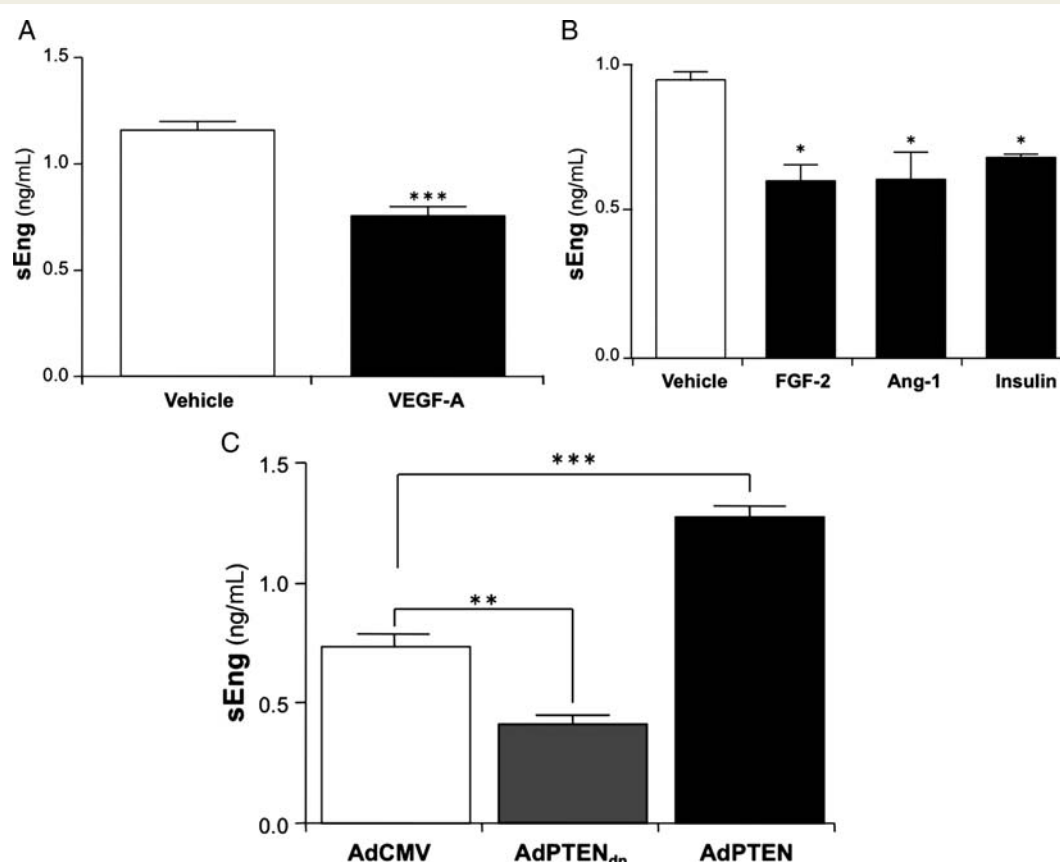 A
1.5
1.0
0.5
0.0
sEng (ng/mL)
***
Vehicle
VEGF-A
B
1.0
0.5
0.0
sEng (ng/mL)
*
*
*
Vehicle
FGF-2
Ang-1
Insulin
C
1.5
1.0
0.5
0.0
sEng (ng/mL)
***
**
AdCMV
AdPTENdn
AdPTEN